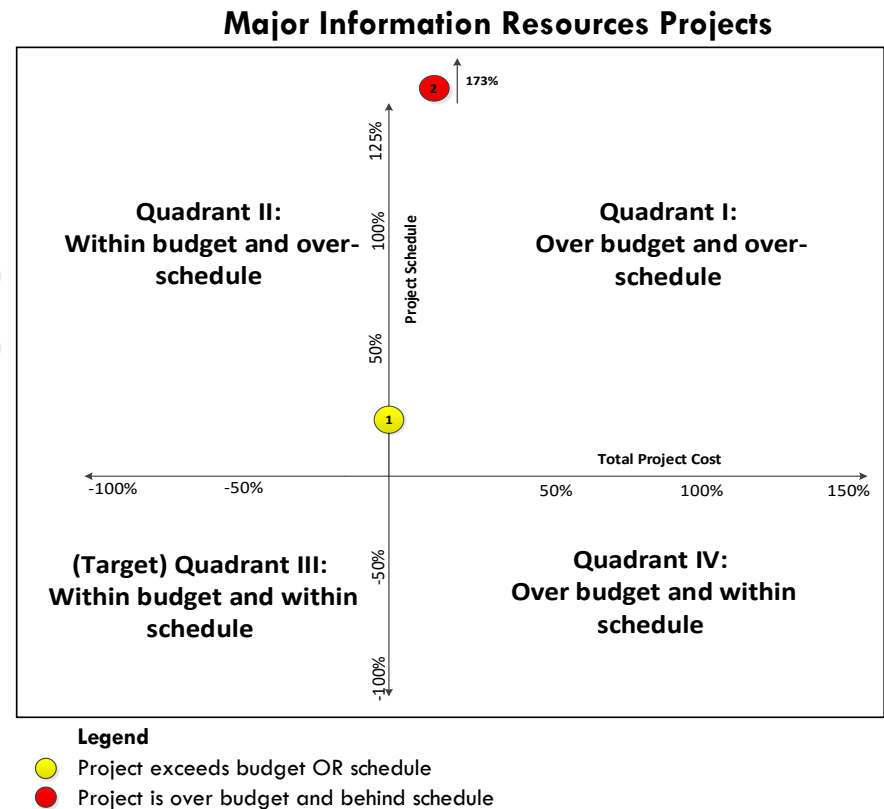 Major Information Resources Projects
2
173%
125%
100%
50%
Project Schedule
Quadrant II:
Within budget and over-
schedule
Quadrant I:
Over budget and over-
schedule
1
Total Project Cost
-100%
-50%
50%
100%
150%
(Target) Quadrant III:
Within budget and within
schedule
-50%
-100%
Quadrant IV:
Over budget and within
schedule
Legend
Project exceeds budget OR schedule
Project is over budget and behind schedule